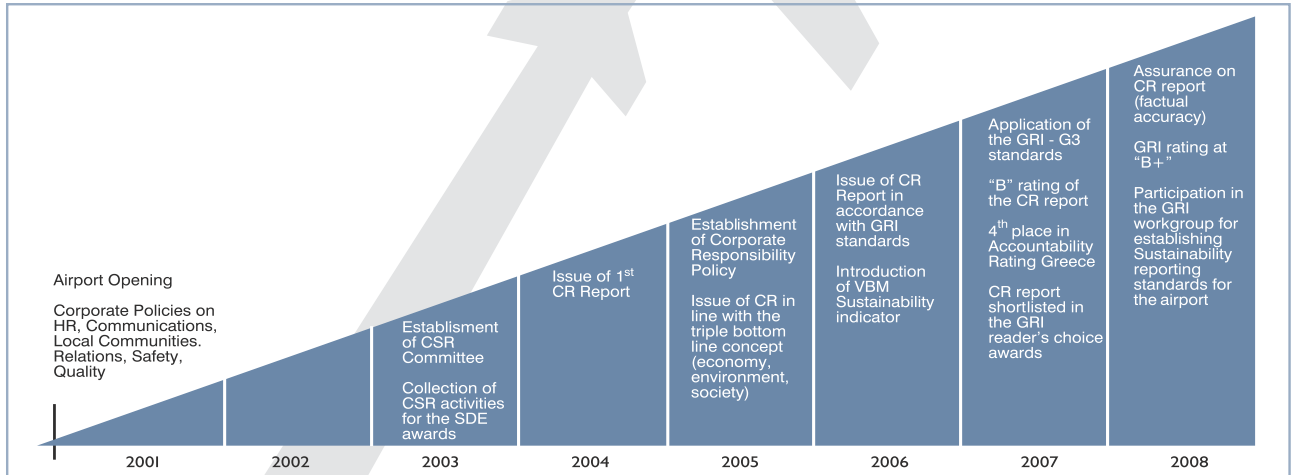 Airport Opening
Corporate Policies on
HR, Communications,
Local Communities.
Relations, Safety,
Quality
Establisment
of CSR
Committee
Collection of
CSR activities
for the SDE
awards
Issue of 1st
CR Report
Establishment
of Corporate
Responsibility
Policy
Issue of CR in
line with the
triple bottom
line concept
(economy,
environment,
society)
Issue of CR
Report in
accordance
with GRI
standards
Introduction
of VBM
Sustainability
indicator
Application of
the GRI - G3
standards
“B” rating of
the CR report
4th place in
Accountability
Rating Greece
CR report
shortlisted in
the GRI
reader’s choice
awards
Assurance on
CR report
(factual
accuracy)
GRI rating at
“B+”
Participation in
the GRI
workgroup for
establishing
Sustainability
reporting
standards for
the airport
2001 2002 2003 2004 2005 2006 2007 2008